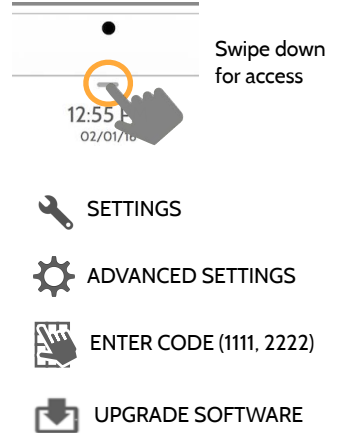 Swipe down
for access
12:55 P
02/01/18
SETTINGS
ADVANCED SETTINGS
ENTER CODE (1111, 2222)
UPGRADE SOFTWARE